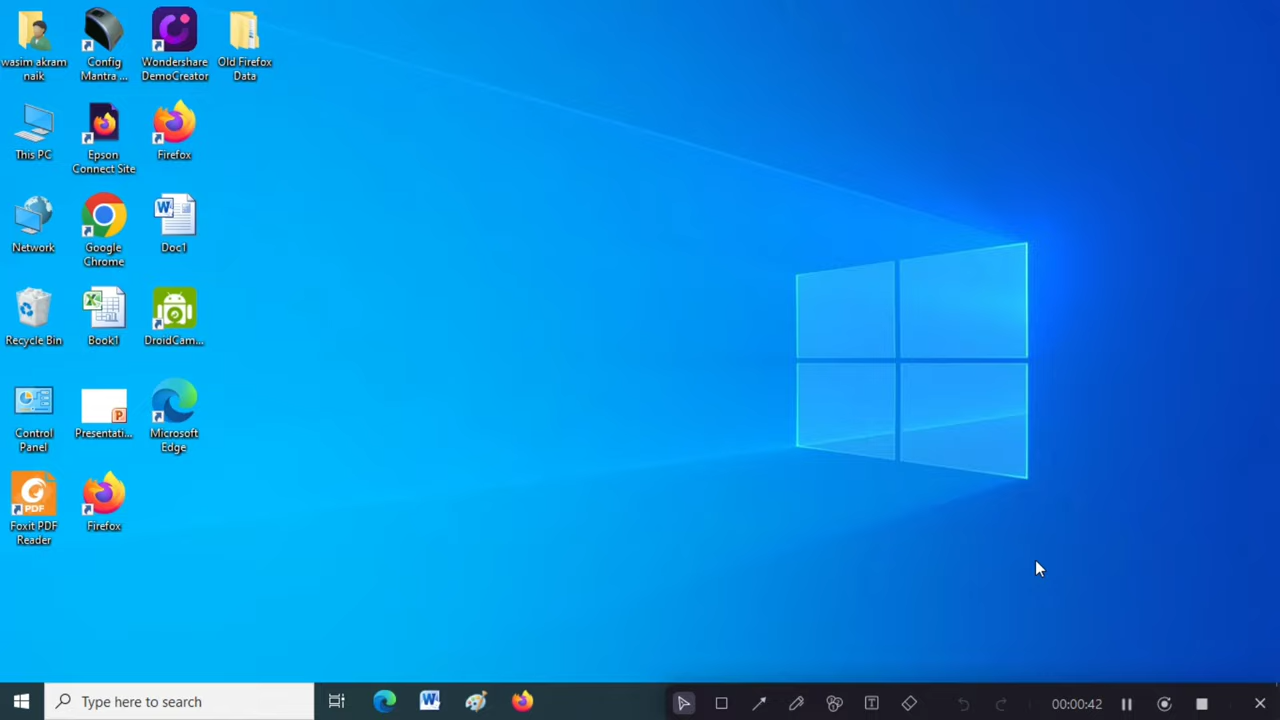 wasim akram
naik
Config
Mantra ...
Wondershare
DemoCreator
Old Firefox
Data
This PC
Epson
Connect Site
Firefox
Network
Google
Chrome
Doc1
Recycle Bin
Book1
DroidCam...
Control
Panel
Presentati...
Microsoft
Edge
Foxit PDF
Reader
Firefox
Type here to search
00:00:42